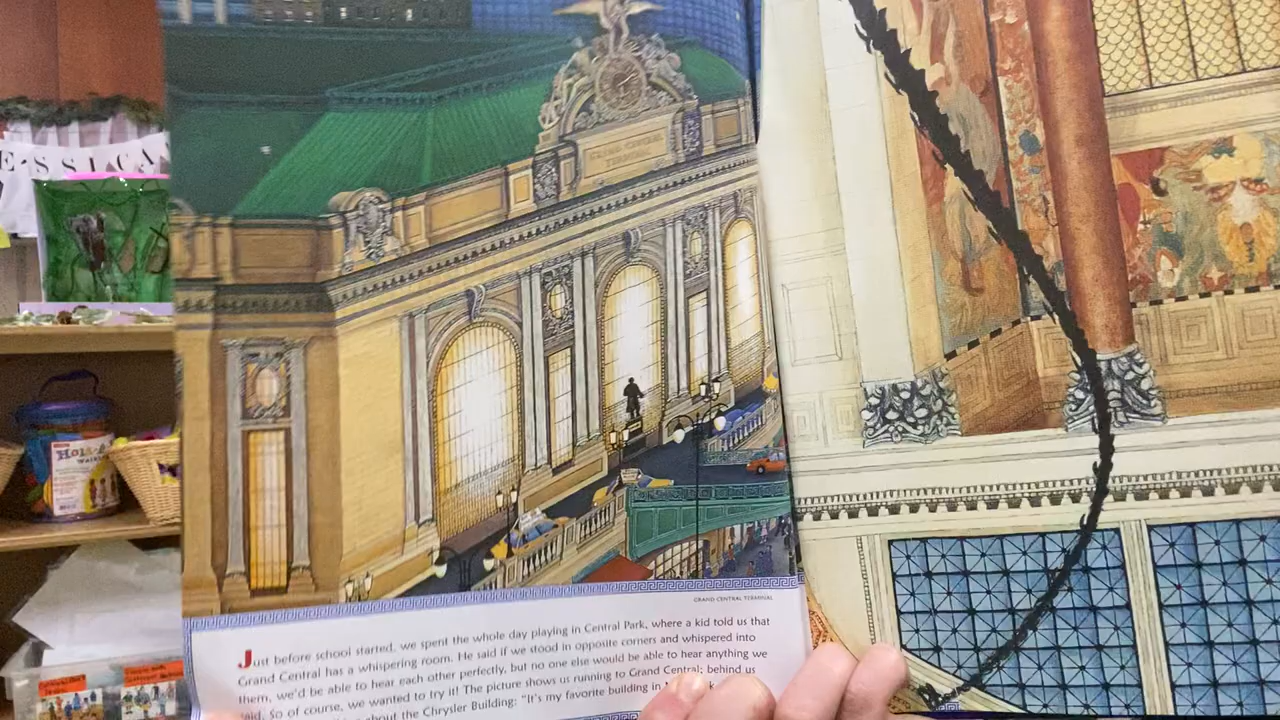 ESSICA
GRAND CENTRAL
TERMINAL
GRAND CENTRAL TERMINAL
Just before school started, we spent the whole day playing in Central Park, where a kid told us that
Grand Central has a whispering room. He said if we stood in opposite corners and whispered into
them, we'd be able to hear each other perfectly, but no one else would be able to hear anything we
said. So of course, we wanted to try it! The picture shows us running to Grand Central; behind us
about the Chrysler Building: "It's my favorite building in